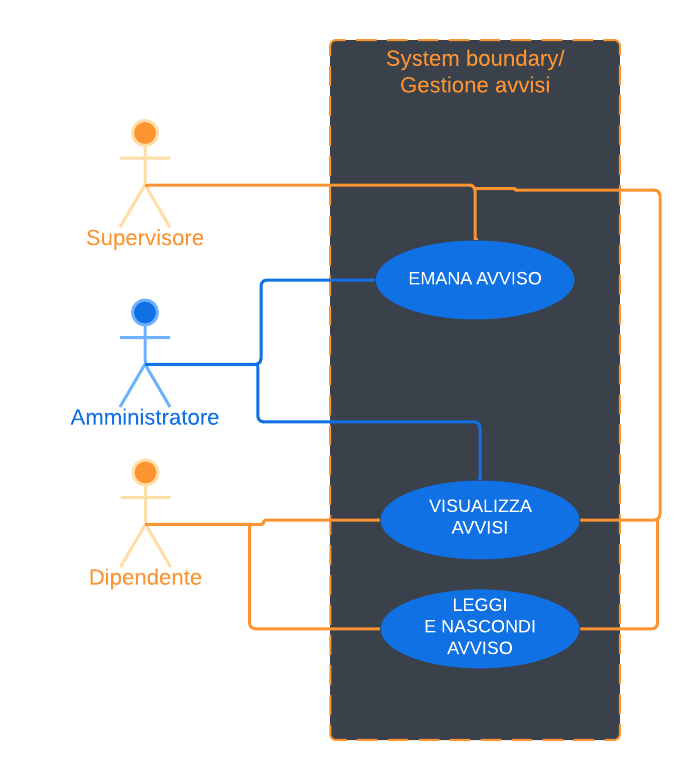 System boundary/
Gestione avvisi
Supervisore
EMANA AVVISO
Amministratore
VISUALIZZA
AVVISI
Dipendente
LEGGI
E NASCONDI
AVVISO